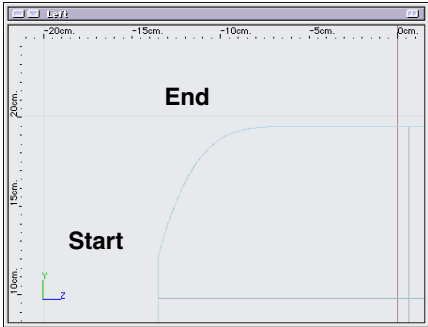 Left
-20cm. -15cm. -10cm. -5cm. 0cm.
20cm.
End
15cm.
Start
10cm.
Y
Z